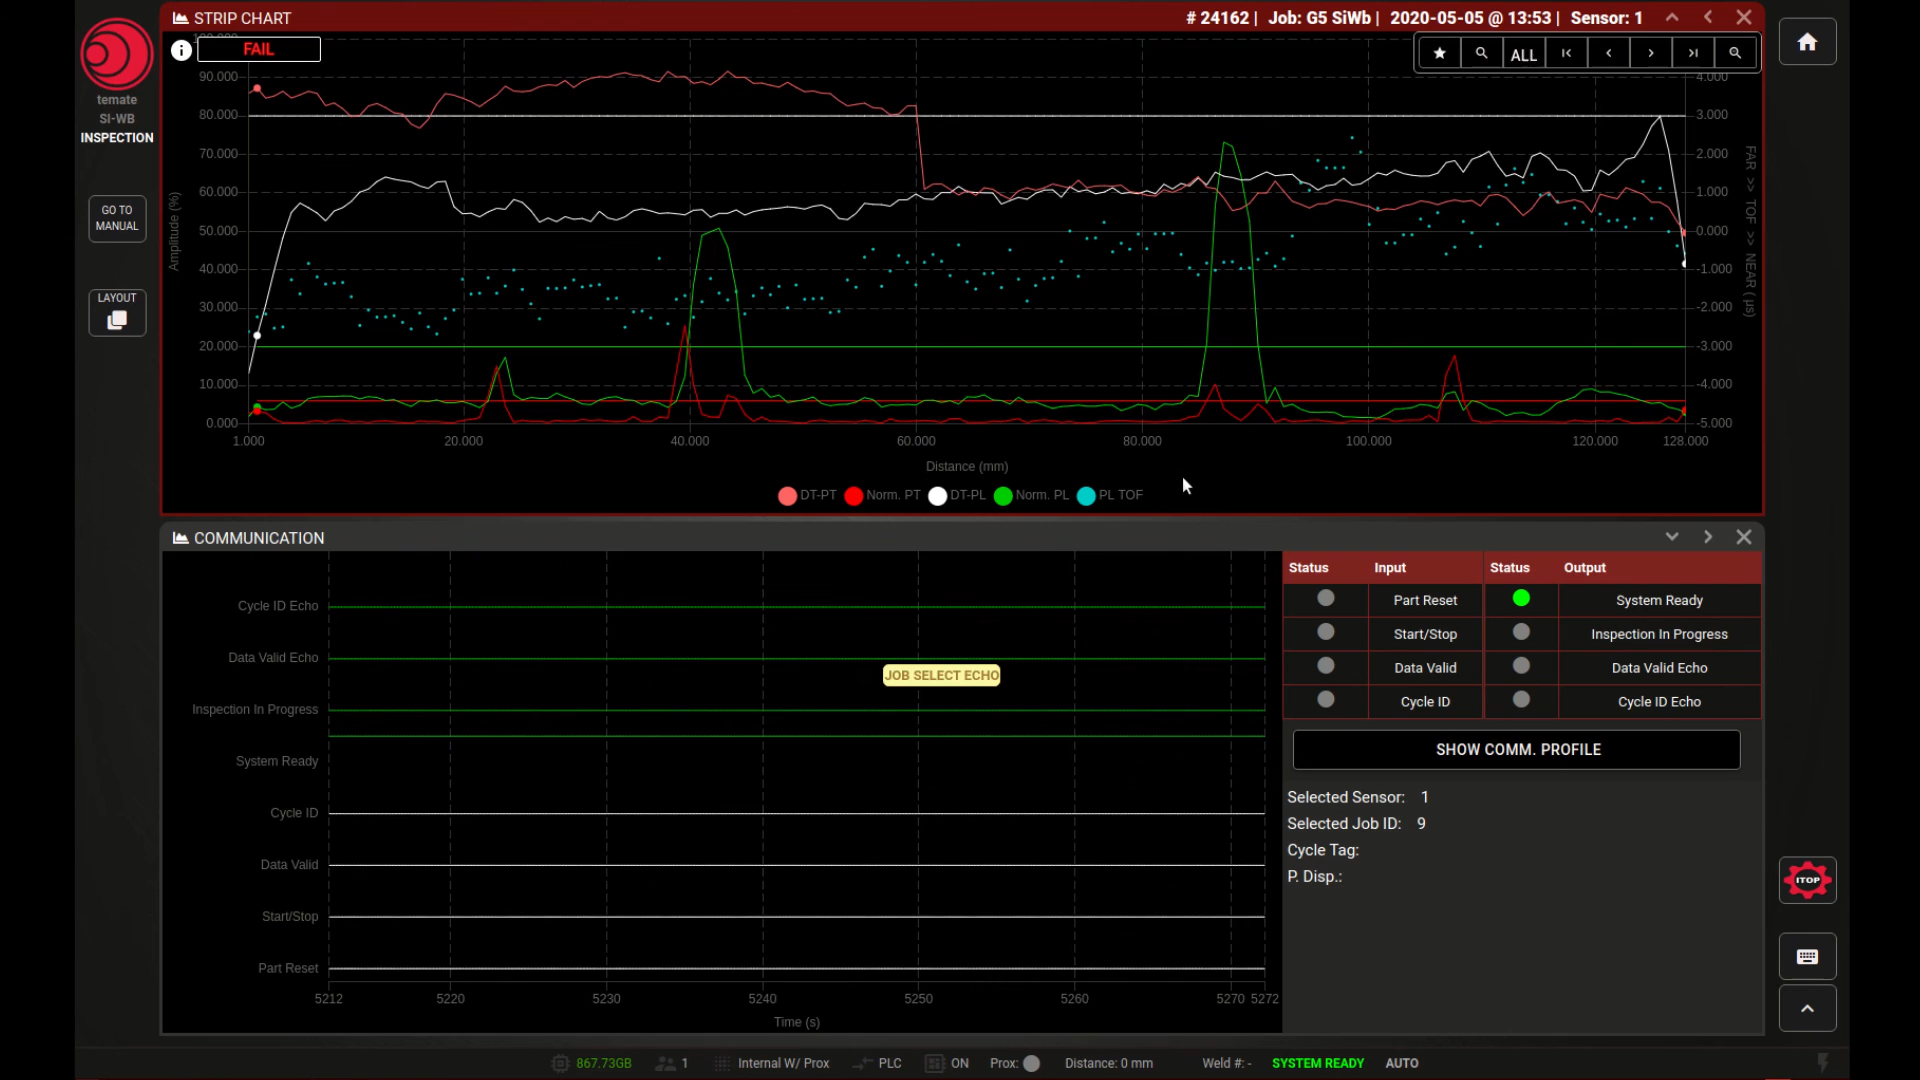 STRIP CHART
# 24162 | Job: G5 SiWb | 2020-05-05 @ 13:53 | Sensor: 1
FAIL
ALL
temate
SI-WB
INSPECTION
GO TO
MANUAL
LAYOUT
90.000
80.000
70.000
60.000
50.000
40.000
30.000
20.000
10.000
0.000
Amplitude (%)
4.000
3.000
2.000
1.000
0.000
-1.000
-2.000
-3.000
-4.000
-5.000
FAR >> TOF >> NEAR (µs)
1.000 20.000 40.000 60.000 80.000 100.000 120.000 128.000
Distance (mm)
DT-PT Norm. PT DT-PL Norm. PL PL TOF
COMMUNICATION
Cycle ID Echo
Data Valid Echo
JOB SELECT ECHO
Inspection In Progress
System Ready
Cycle ID
Data Valid
Start/Stop
Part Reset
5212 5220 5230 5240 5250 5260 5270 5272
Time (s)
Status Input Status Output
Part Reset System Ready
Start/Stop Inspection In Progress
Data Valid Data Valid Echo
Cycle ID Cycle ID Echo
SHOW COMM. PROFILE
Selected Sensor: 1
Selected Job ID: 9
Cycle Tag:
P. Disp.:
ITOP
867.73GB 1 Internal W/ Prox PLC ON Prox: Distance: 0 mm Weld #: - SYSTEM READY AUTO